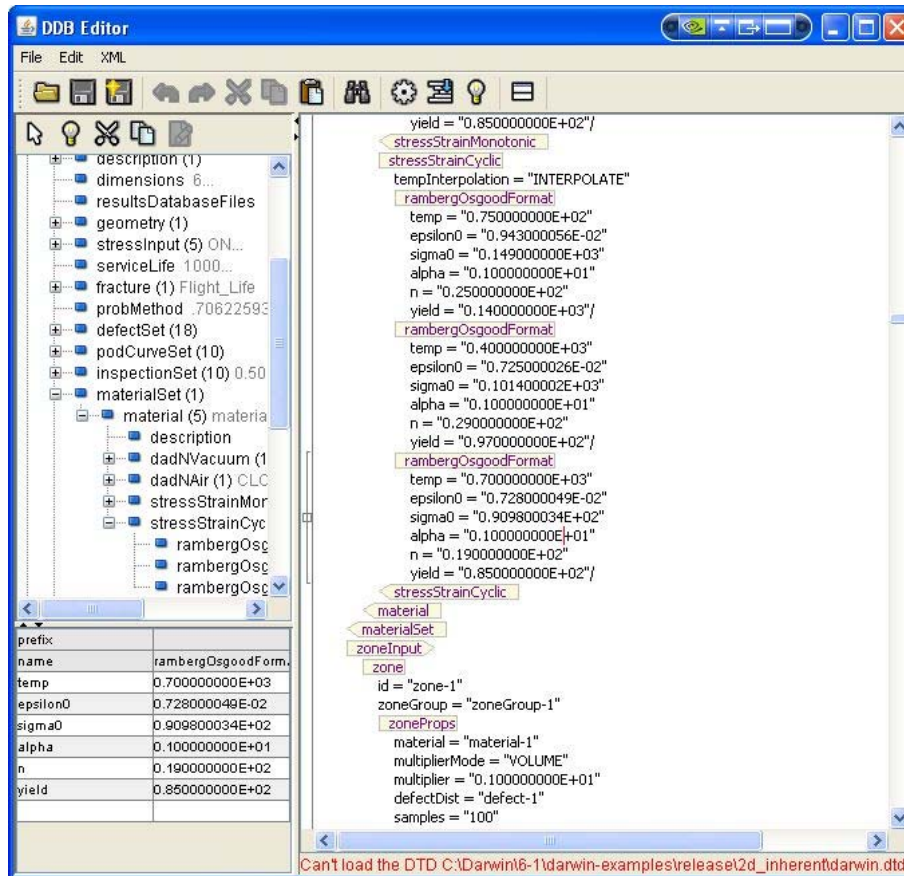 DDB Editor
File Edit XML
description (1)
dimensions 6...
resultsDatabaseFiles
geometry (1)
stressInput (5) ON...
serviceLife 1000...
fracture (1) Flight_Life
probMethod .70622593
defectSet (18)
podCurveSet (10)
inspectionSet (10) 0.50
materialSet (1)
material (5) materia
description
dadNVacuum (1
dadNAir (1) CLC
stressStrainMor
stressStrainCyc
rambergOsg
rambergOsg
rambergOsg
prefix
name rambergOsgoodForm.
temp 0.700000000E+03
epsilon0 0.728000049E-02
sigma0 0.909800034E+02
alpha 0.100000000E+01
n 0.190000000E+02
yield 0.850000000E+02
yield = "0.850000000E+02"/
stressStrainMonotonic
stressStrainCyclic
tempInterpolation = "INTERPOLATE"
rambergOsgoodFormat
temp = "0.750000000E+02"
epsilon0 = "0.943000056E-02"
sigma0 = "0.149000000E+03"
alpha = "0.100000000E+01"
n = "0.250000000E+02"
yield = "0.140000000E+03"/
rambergOsgoodFormat
temp = "0.400000000E+03"
epsilon0 = "0.725000026E-02"
sigma0 = "0.101400002E+03"
alpha = "0.100000000E+01"
n = "0.290000000E+02"
yield = "0.970000000E+02"/
rambergOsgoodFormat
temp = "0.700000000E+03"
epsilon0 = "0.728000049E-02"
sigma0 = "0.909800034E+02"
alpha = "0.100000000E+01"
n = "0.190000000E+02"
yield = "0.850000000E+02"/
stressStrainCyclic
material
materialSet
zoneInput
zone
id = "zone-1"
zoneGroup = "zoneGroup-1"
zoneProps
material = "material-1"
multiplierMode = "VOLUME"
multiplier = "0.100000000E+01"
defectDist = "defect-1"
samples = "100"
Can't load the DTD C:\Darwin\6-1\darwin-examples\release\2d_inherent\darwin.dtd